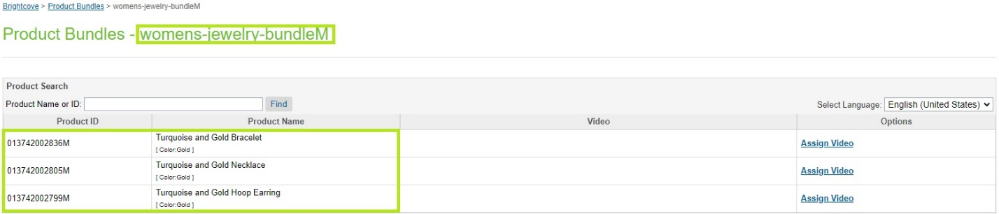 Brightcove > Product Bundles > womens-jewelry-bundleM
Product Bundles - womens-jewelry-bundleM
Product Search
Product Name or ID: Find Select Language: English (United States)
Product ID Product Name Video Options
013742002836M Turquoise and Gold Bracelet Assign Video
[ Color:Gold ]
013742002805M Turquoise and Gold Necklace Assign Video
[ Color:Gold ]
013742002799M Turquoise and Gold Hoop Earring Assign Video
[ Color:Gold ]